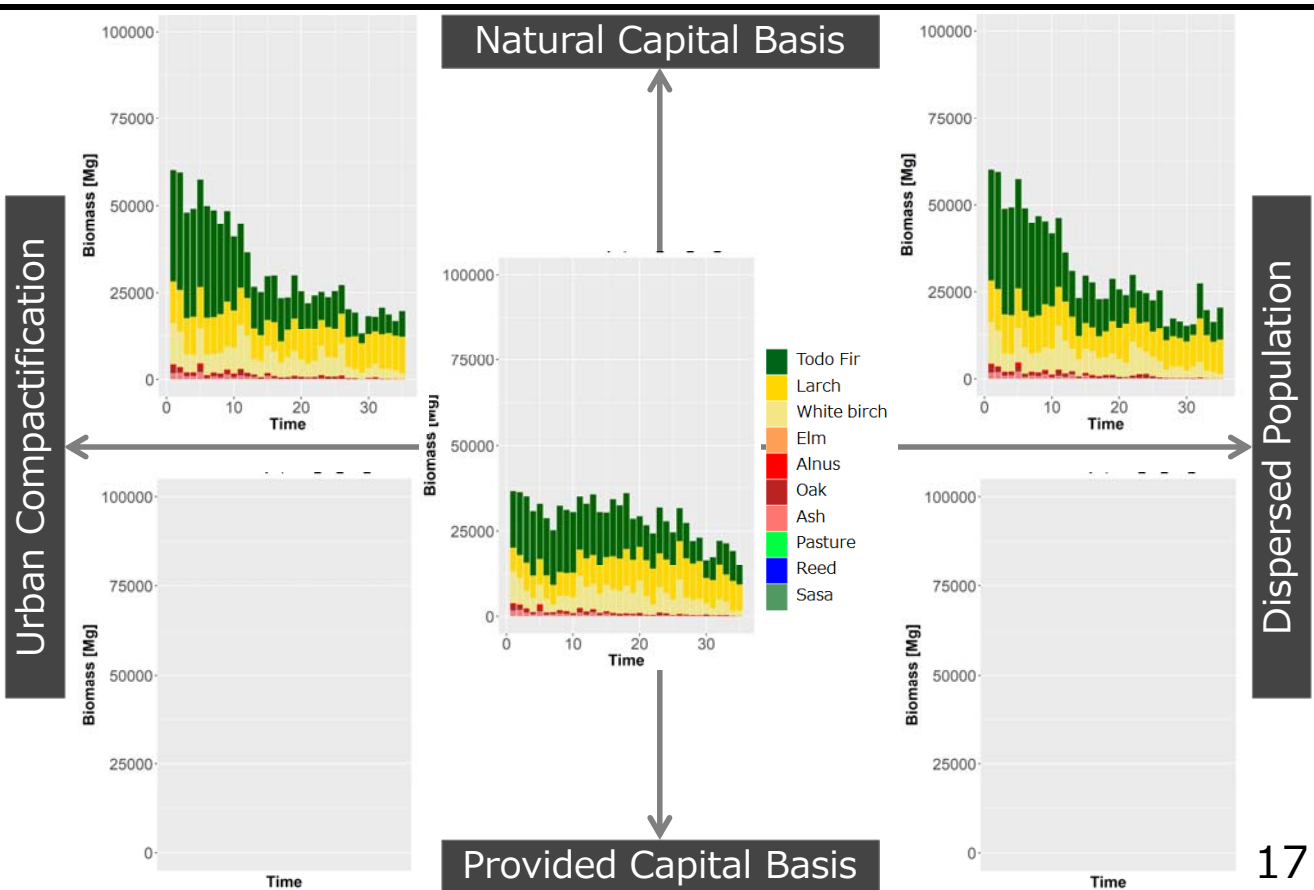 Natural Capital Basis
Urban Compactification
Dispersed Population
Provided Capital Basis
100000
75000
50000
25000
0
Biomass [Mg]
0 10 20 30
Time
100000
75000
50000
25000
0
Biomass [Mg]
0 10 20 30
Time
100000
75000
50000
25000
0
Biomass [Mg]
0 10 20 30
Time
Todo Fir
Larch
White birch
Elm
Alnus
Oak
Ash
Pasture
Reed
Sasa
100000
75000
50000
25000
0
Biomass [Mg]
Time
100000
75000
50000
25000
0
Biomass [Mg]
Time
17